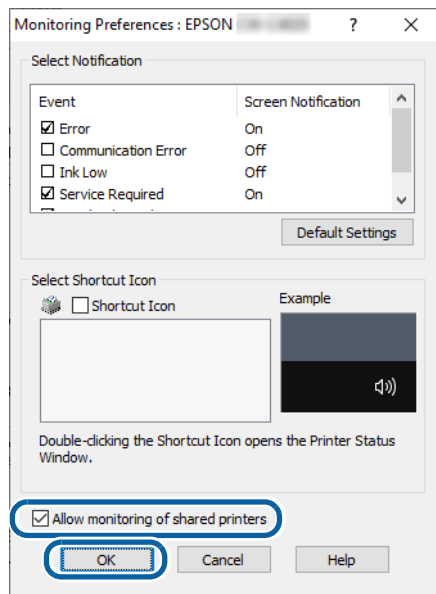 Monitoring Preferences : EPSON
Select Notification
Event Screen Notification
Error On
Communication Error Off
Ink Low Off
Service Required On
Default Settings
Select Shortcut Icon
Shortcut Icon
Example
Double-clicking the Shortcut Icon opens the Printer Status
Window.
Allow monitoring of shared printers
OK Cancel Help